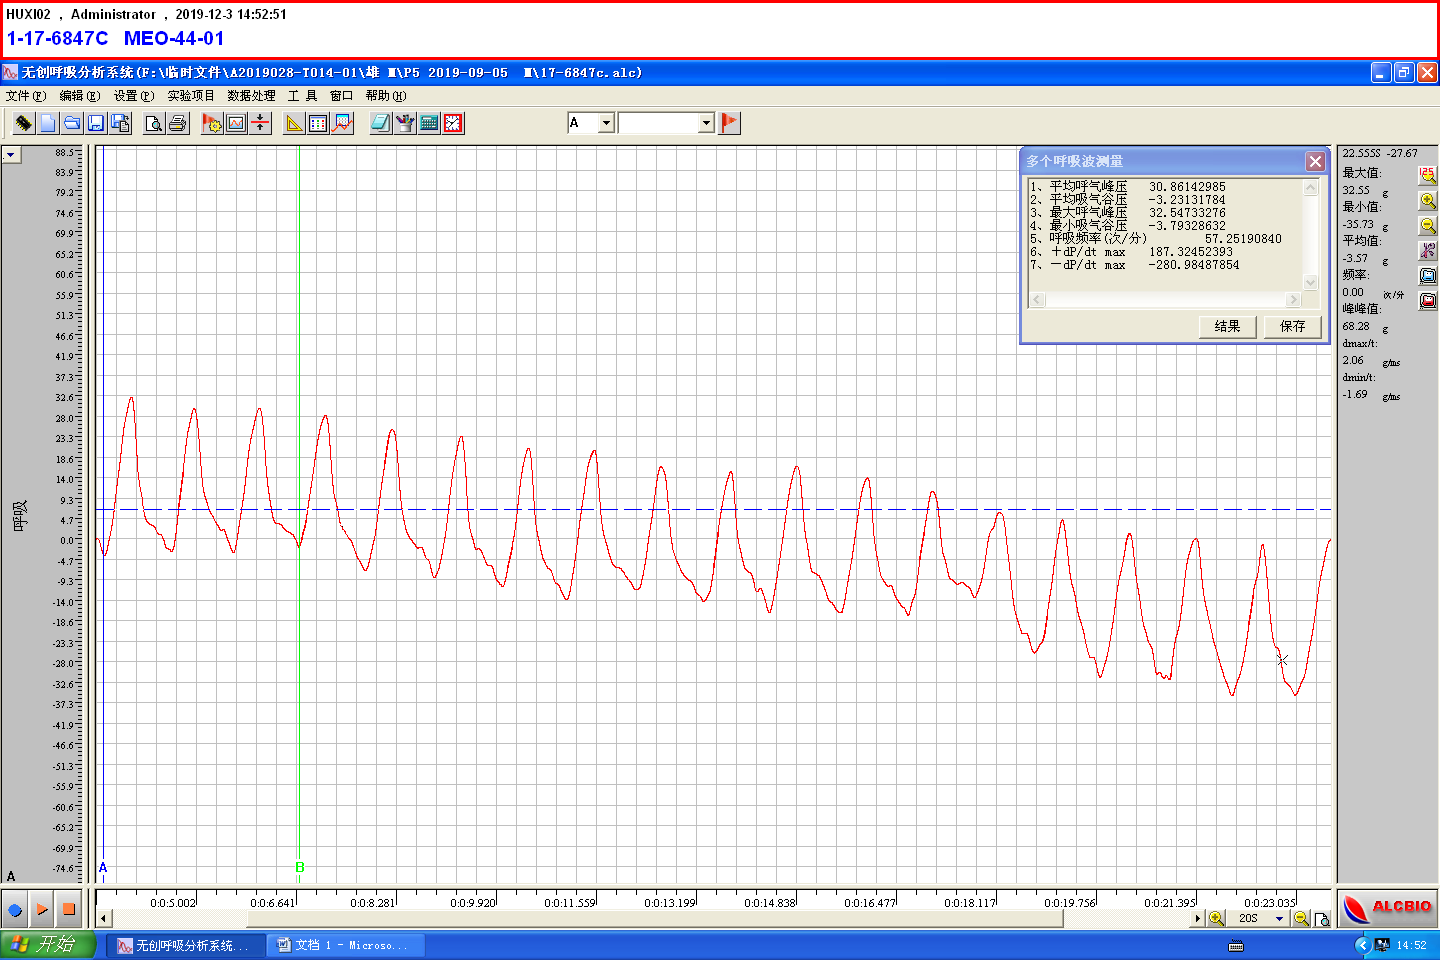 HUXI02 , Administrator , 2019-12-3 14:52:51
1-17-6847C MEO-44-01
无创呼吸分析系统(F:\临时文件\A2019028-T014-01\雄 M\P5 2019-09-05 M\17-6847c.alc)
文件(F) 编辑(E) 设置(P) 实验项目 数据处理 工 具 窗口 帮助(H)
A
88.5
83.9
79.2
74.6
69.9
65.2
60.6
55.9
51.3
46.6
41.9
37.3
32.6
28.0
23.3
18.6
14.0
9.3
4.7
0.0
-4.7
-9.3
-14.0
-18.6
-23.3
-28.0
-32.6
-37.3
-41.9
-46.6
-51.3
-55.9
-60.6
-65.2
-69.9
-74.6
呼吸
A
A
B
多个呼吸波测量
1、平均呼气峰压 30.86142985
2、平均吸气谷压 -3.23131784
3、最大呼气峰压 32.54733276
4、最小吸气谷压 -3.79328632
5、呼吸频率(次/分) 57.25190840
6、＋dP/dt max 187.32452393
7、－dP/dt max -280.98487854
结果 保存
22.555S -27.67
最大值:
32.55 g
最小值:
-35.73 g
平均值:
-3.57 g
频率:
0.00 次/分
峰峰值:
68.28 g
dmax/t:
2.06 g/ms
dmin/t:
-1.69 g/ms
125
0:0:5.002 0:0:6.641 0:0:8.281 0:0:9.920 0:0:11.559 0:0:13.199 0:0:14.838 0:0:16.477 0:0:18.117 0:0:19.756 0:0:21.395 0:0:23.035
20S
ALCBIO
开始 无创呼吸分析系统... 文档 1 - Microso... 14:52